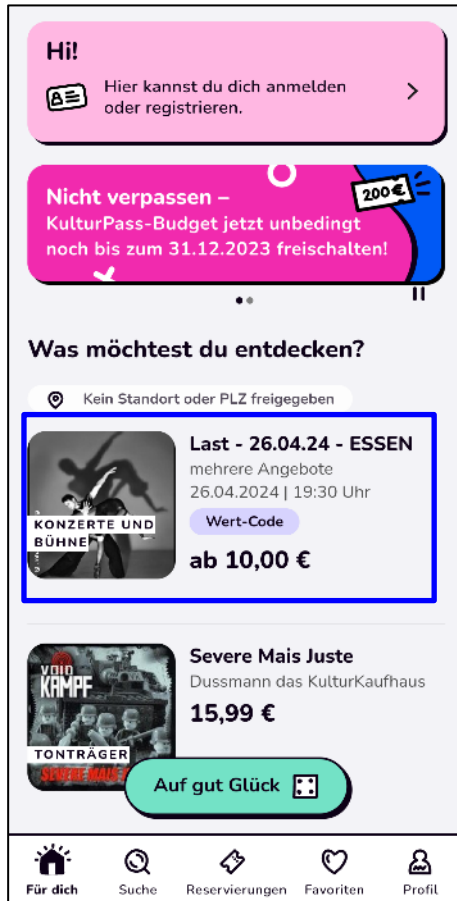 Hi!
Hier kannst du dich anmelden
oder registrieren.
Nicht verpassen –
KulturPass-Budget jetzt unbedingt
noch bis zum 31.12.2023 freischalten!
200€
Was möchtest du entdecken?
Kein Standort oder PLZ freigegeben
KONZERTE UND
BÜHNE
Last - 26.04.24 - ESSEN
mehrere Angebote
26.04.2024 | 19:30 Uhr
Wert-Code
ab 10,00 €
VOID
KAMPF
TONTRÄGER
SEVERE MAIS
Severe Mais Juste
Dussmann das KulturKaufhaus
15,99 €
Auf gut Glück
Für dich
Suche
Reservierungen
Favoriten
Profil